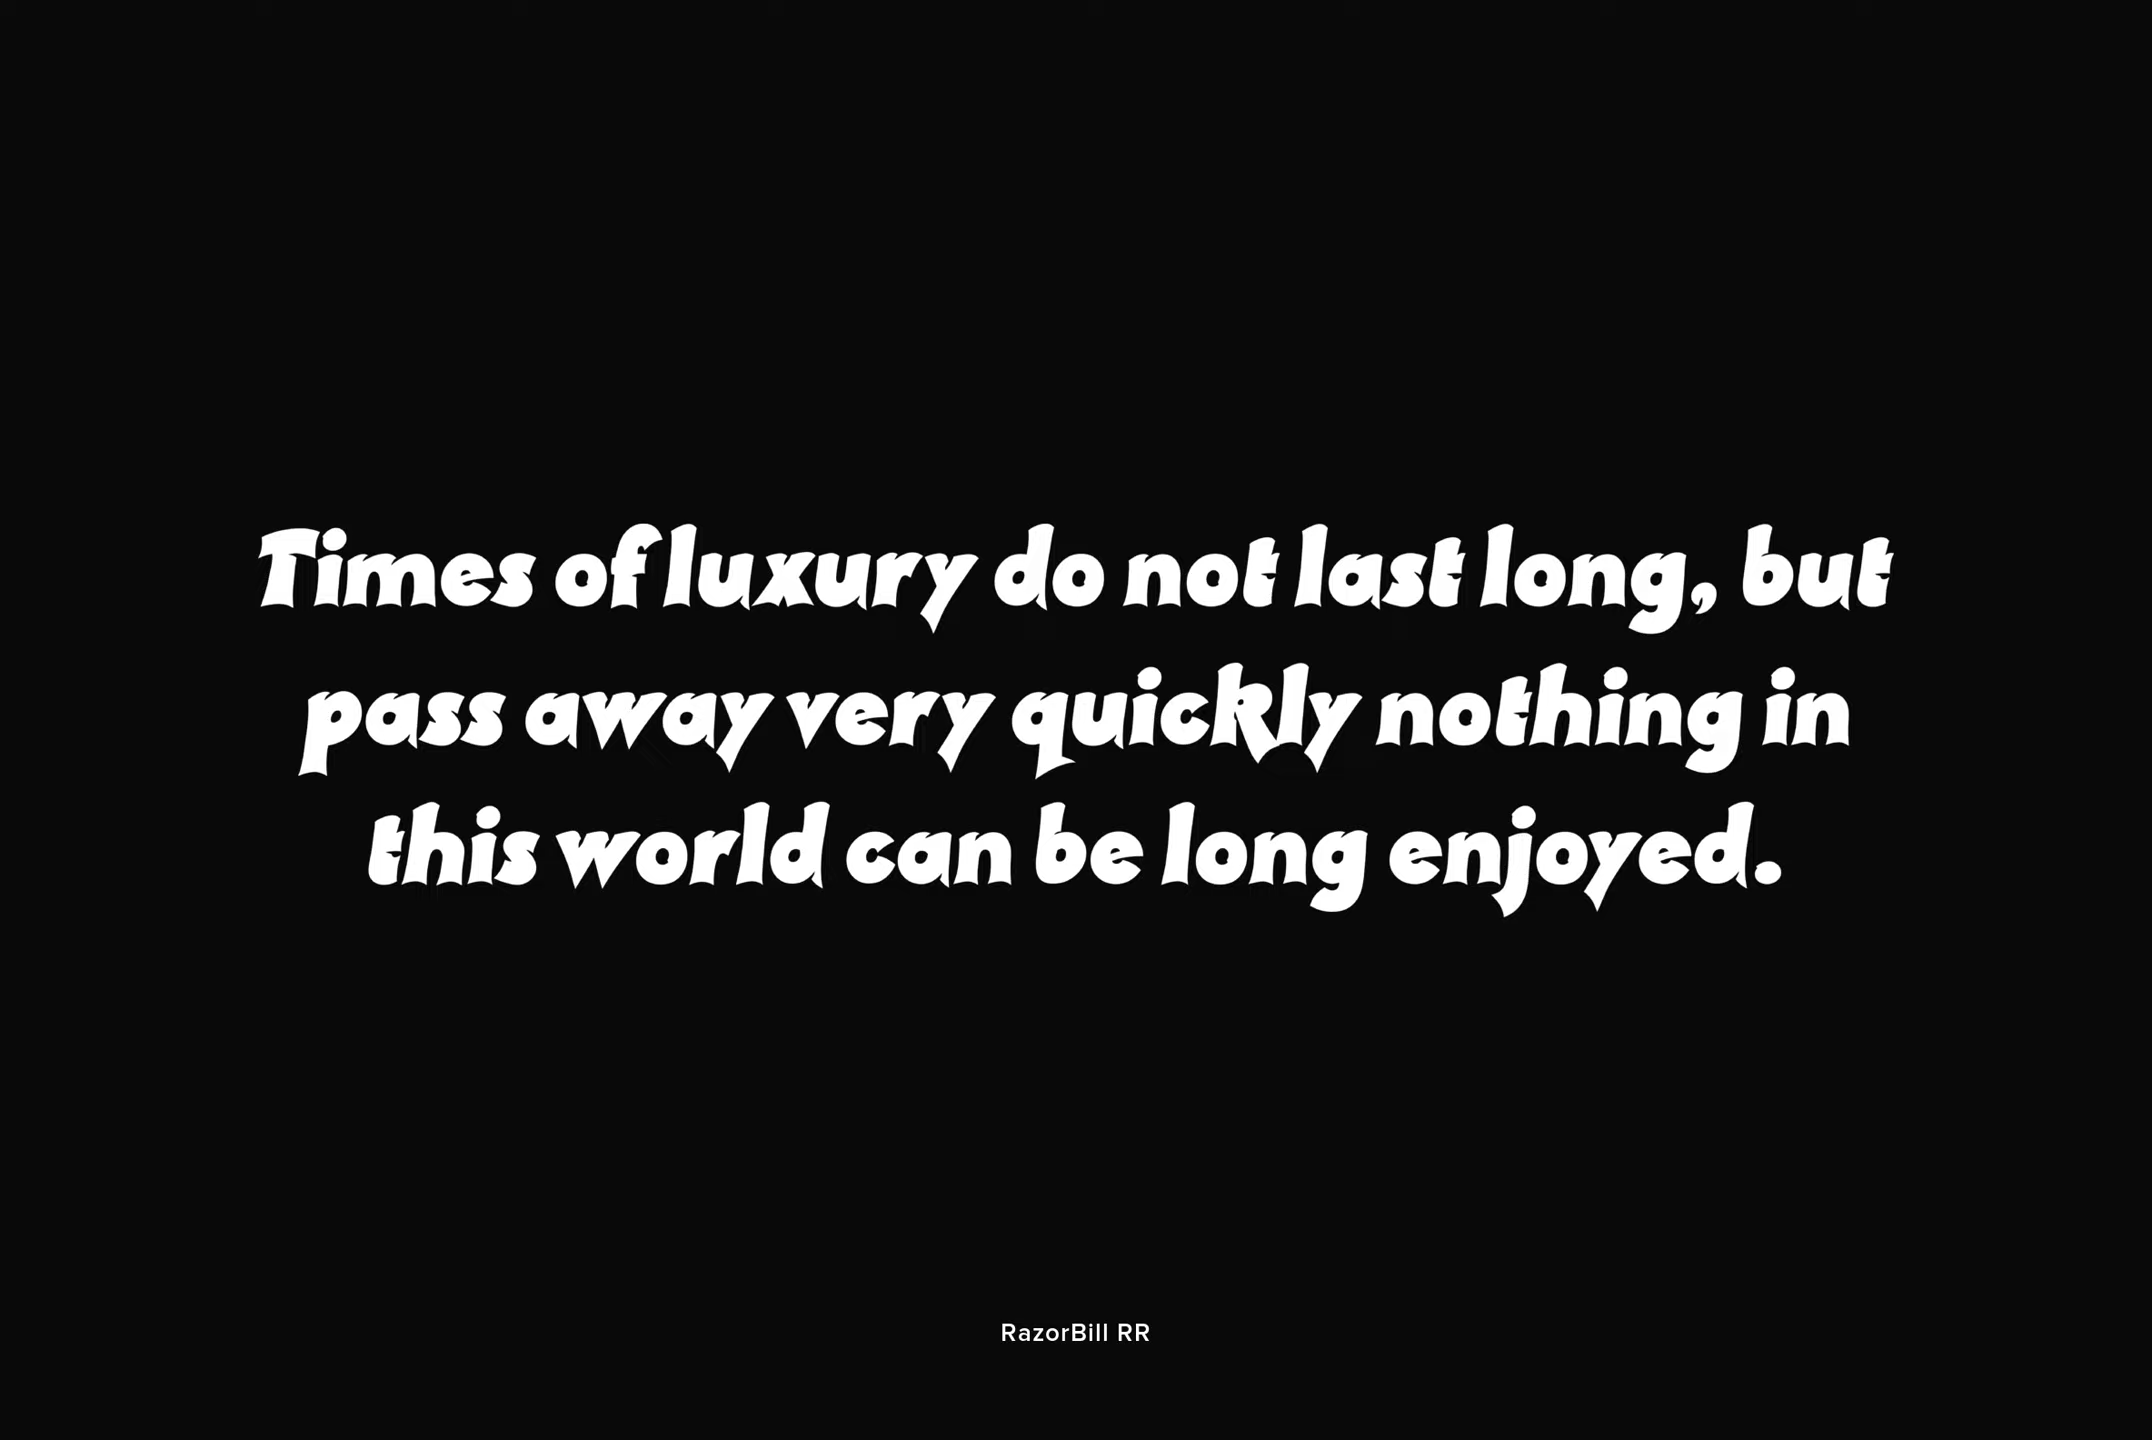 Times of luxury do not last long, but
pass away very quickly nothing in
this world can be long enjoyed.
RazorBill RR